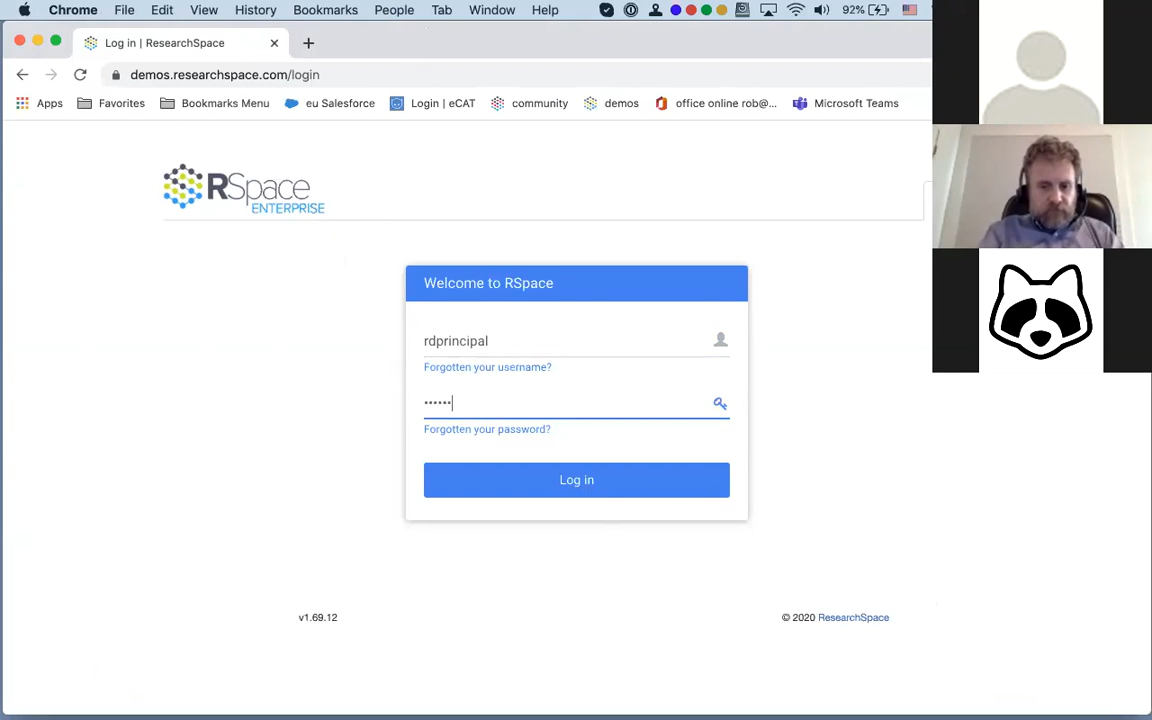 Chrome File Edit View History Bookmarks People Tab Window Help 92%
Log in | ResearchSpace
demos.researchspace.com/login
Apps Favorites Bookmarks Menu eu Salesforce Login | eCAT community demos office online rob@... Microsoft Teams
RSpace
ENTERPRISE
Welcome to RSpace
rdprincipal
Forgotten your username?
••••••
Forgotten your password?
Log in
v1.69.12 © 2020 ResearchSpace